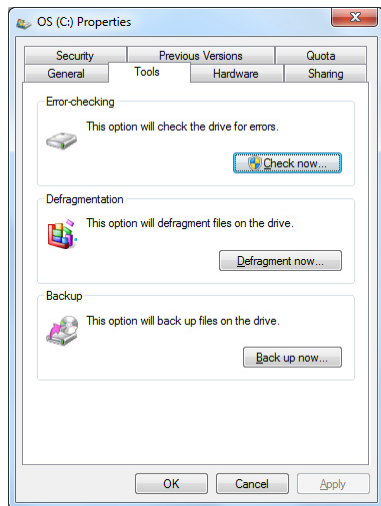 OS (C:) Properties
Security Previous Versions Quota
General Tools Hardware Sharing
Error-checking
This option will check the drive for errors.
Check now...
Defragmentation
This option will defragment files on the drive.
Defragment now...
Backup
This option will back up files on the drive.
Back up now...
OK Cancel Apply